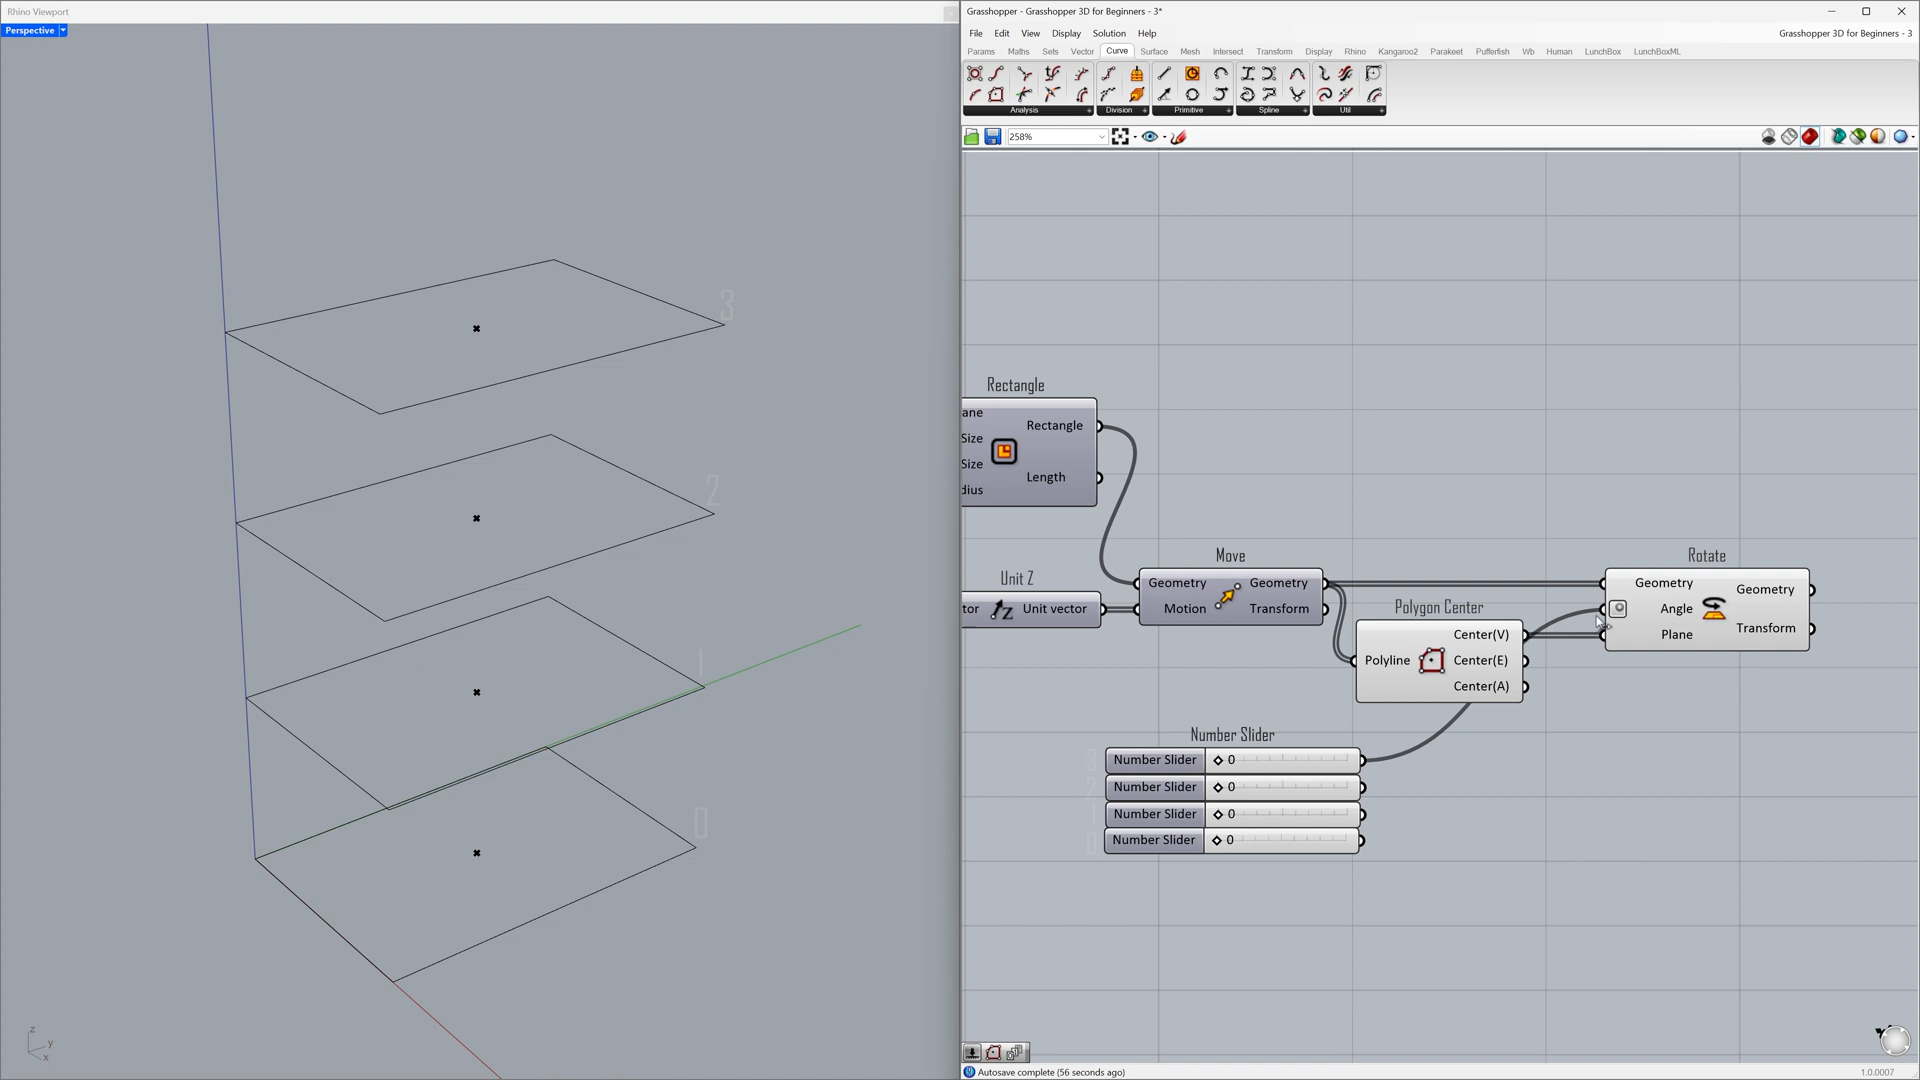 Rhino Viewport
Perspective
3
2
1
0
z
y
x
Grasshopper - Grasshopper 3D for Beginners - 3*
File Edit View Display Solution Help
Grasshopper 3D for Beginners - 3
Params Maths Sets Vector Curve Surface Mesh Intersect Transform Display Rhino Kangaroo2 Parakeet Pufferfish Wb Human LunchBox LunchBoxML
Analysis Division Primitive Spline Util
258%
Rectangle
ane
Size
Size
dius
Rectangle
Length
Unit Z
tor Unit vector
Move
Geometry Geometry
Motion Transform
Polygon Center
Polyline
Center(V)
Center(E)
Center(A)
Rotate
Geometry
Angle
Plane
Geometry
Transform
Number Slider
3 Number Slider 0
2 Number Slider 0
1 Number Slider 0
0 Number Slider 0
Autosave complete (56 seconds ago)
1.0.0007